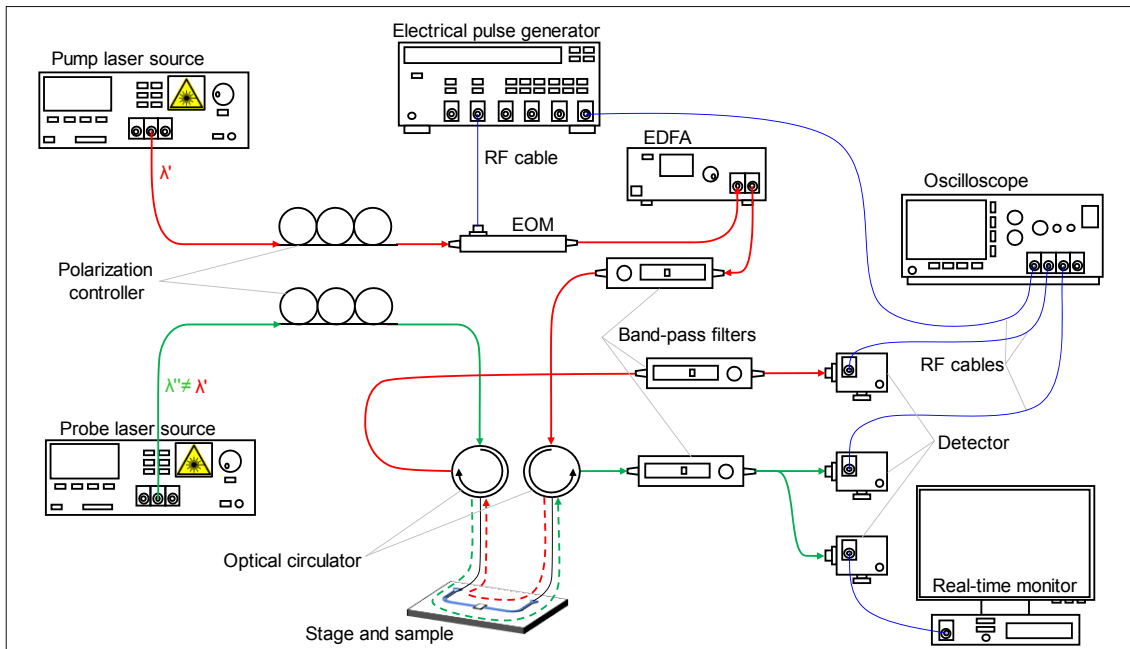 Electrical pulse generator
Pump laser source
λ'
RF cable
EDFA
Oscilloscope
EOM
Polarization
controller
Band-pass filters
RF cables
λ''≠ λ'
Probe laser source
Detector
Optical circulator
Real-time monitor
Stage and sample